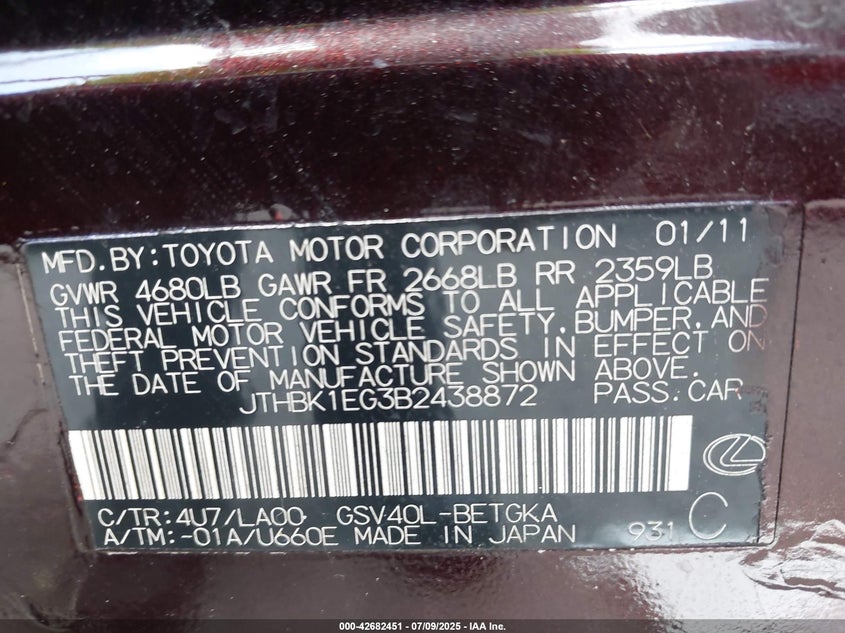 MFD.BY:TOYOTA MOTOR CORPORATION 01/11
GVWR 4680LB GAWR FR 2668LB RR 2359LB
THIS VEHICLE CONFORMS TO ALL APPLICABLE
FEDERAL MOTOR VEHICLE SAFETY,BUMPER,AND
THEFT PREVENTION STANDARDS IN EFFECT ON
THE DATE OF MANUFACTURE SHOWN ABOVE.
JTHBK1EG3B2438872 PASS.CAR
C/TR:4U7/LA00 GSV40L-BETGKA
A/TM:-01A/U660E MADE IN JAPAN 931 C
000-42682451 - 07/09/2025 - IAA Inc.